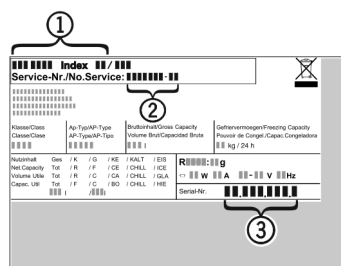 1
Index /
Service-Nr./No.Service: -
2
Klasse/Class
Classe/Clase
Ap-Typ/AP-Type
AP-Type/AP-Tipo
Bruttoinhalt/Gross Capacity
Volume Brut/Capacidad Brute
l
Gefriervermoegen/Freezing Capacity
Pouvoir de Congel./Capac.Congeladora
kg / 24 h
Nutzinhalt Ges / K / G / KE / KALT / EIS
Net.Capacity Tot / R / F / CE / CHILL / ICE
Volume Utile Tot / R / C / CA / CHILL / GLA
Capac. Util Tot / F / C / BO / CHILL / HIE
l / l
R : g
W A - V Hz
Serial-Nr. . .
3